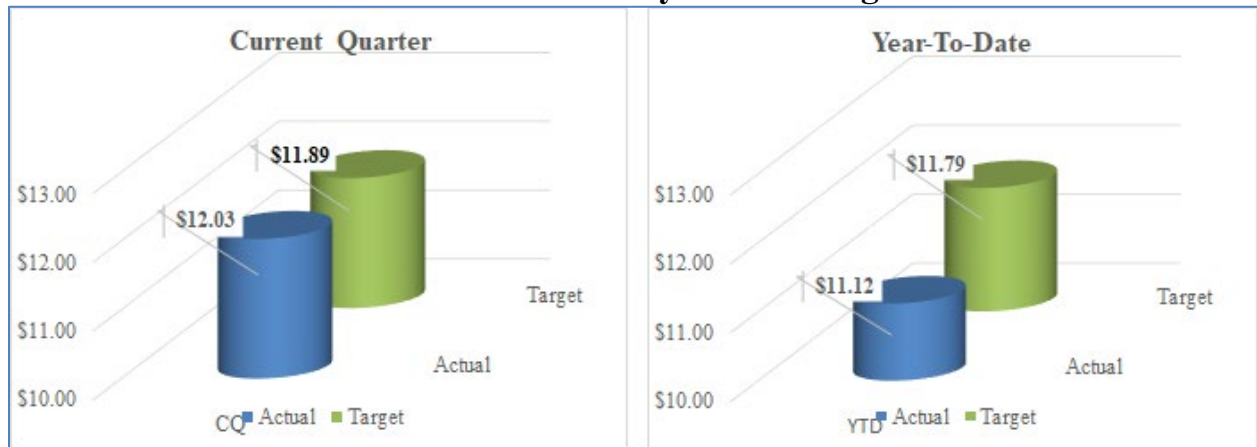 Current Quarter
$11.89
$12.03
$13.00
$12.00
$11.00
$10.00
Target
Actual
CQ
Actual
Target
Year-To-Date
$11.79
$11.12
$13.00
$12.00
$11.00
$10.00
Target
Actual
YTD
Actual
Target